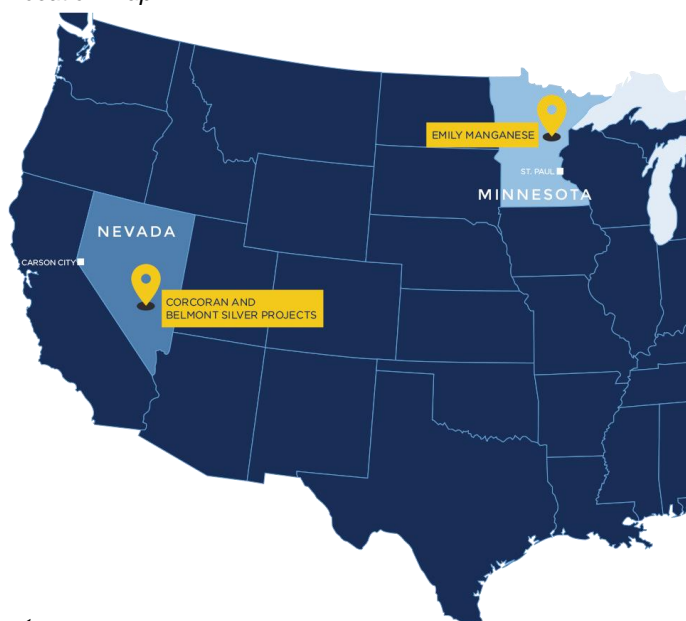 EMILY MANGANESE
ST. PAUL
MINNESOTA
NEVADA
CARSON CITY
CORCORAN AND
BELMONT SILVER PROJECTS